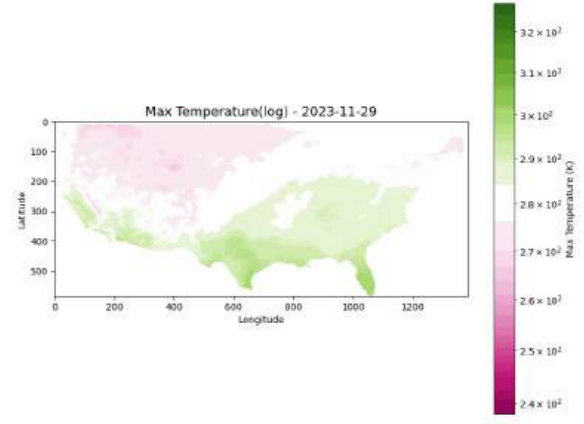 Max Temperature(log) - 2023-11-29
Latitude
0
100
200
300
400
500
0 200 400 600 800 1000 1200
Longitude
3.2 × 10²
3.1 × 10²
3 × 10²
2.9 × 10²
2.8 × 10²
2.7 × 10²
2.6 × 10²
2.5 × 10²
2.4 × 10²
Max Temperature (K)